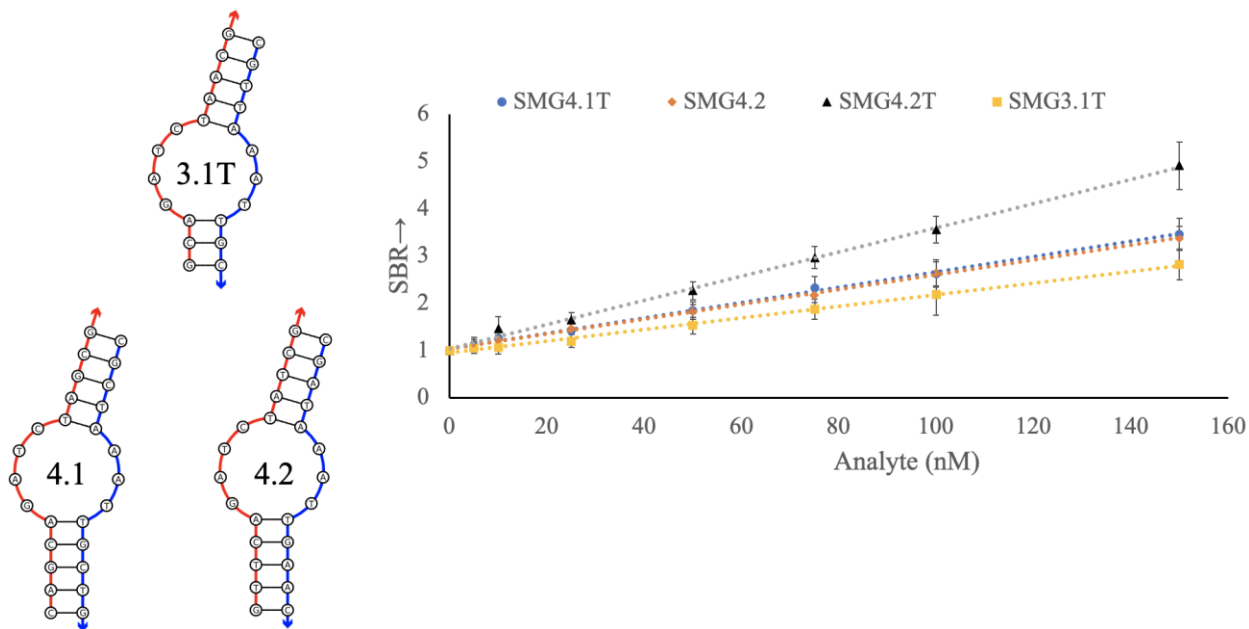 G C A A T C T A G A C G
C G T T A A A T T G C
3.1T
G C G A T C T A G A C G A C
C G C T A A A T T G C T G
4.1
G C T A T C T A G A C T T G
C G A T A A A T T G A A C
4.2
SMG4.1T SMG4.2 SMG4.2T SMG3.1T
6
5
4
3
2
1
0
SBR→
0 20 40 60 80 100 120 140 160
Analyte (nM)